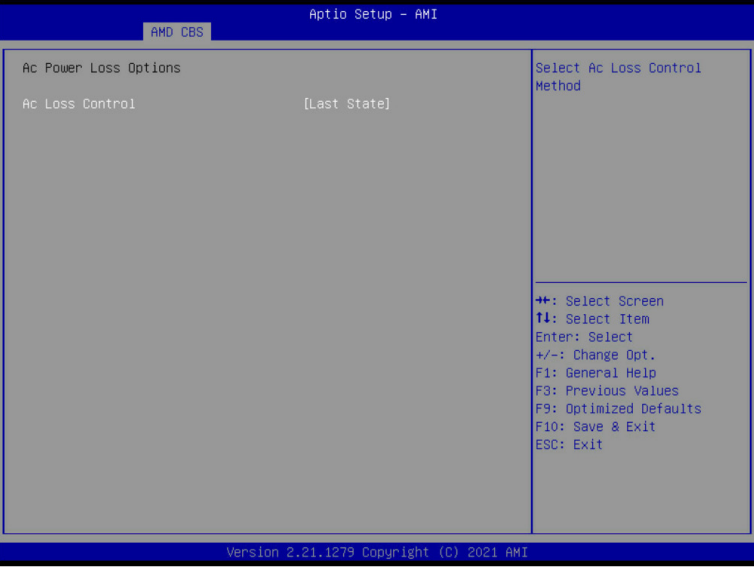 Aptio Setup – AMI
AMD CBS
Ac Power Loss Options
Ac Loss Control [Last State]
Select Ac Loss Control
Method
→←: Select Screen
↑↓: Select Item
Enter: Select
+/-: Change Opt.
F1: General Help
F3: Previous Values
F9: Optimized Defaults
F10: Save & Exit
ESC: Exit
Version 2.21.1279 Copyright (C) 2021 AMI